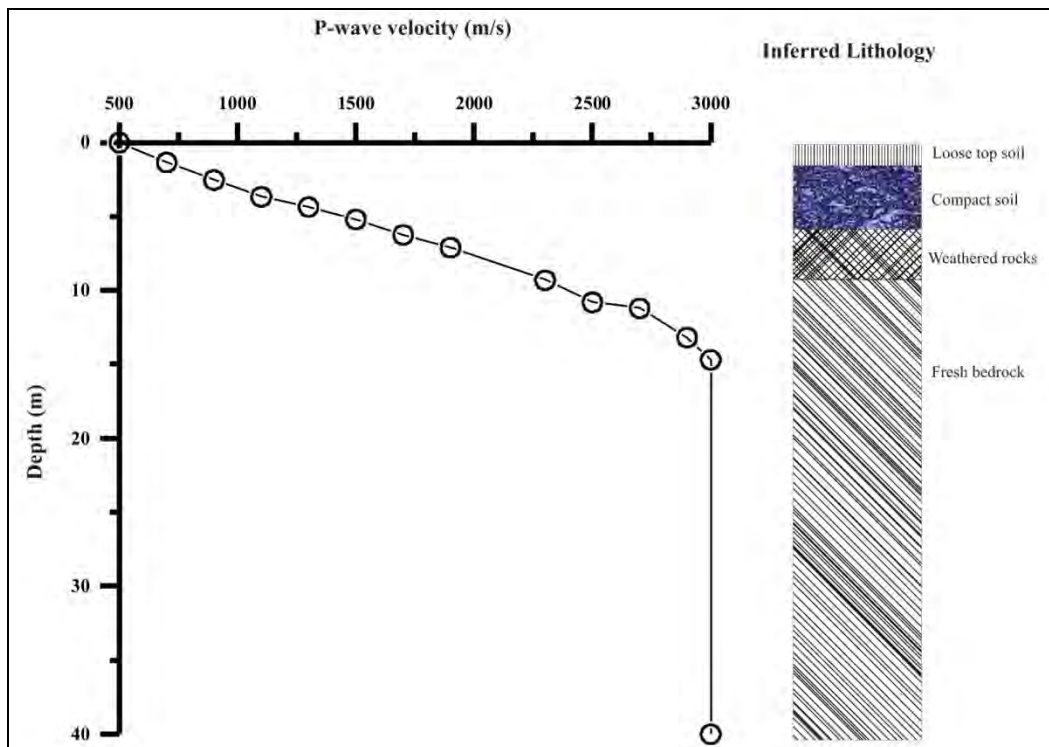 P-wave velocity (m/s)
Inferred Lithology
500 1000 1500 2000 2500 3000
0
10
20
30
40
Depth (m)
Loose top soil
Compact soil
Weathered rocks
Fresh bedrock